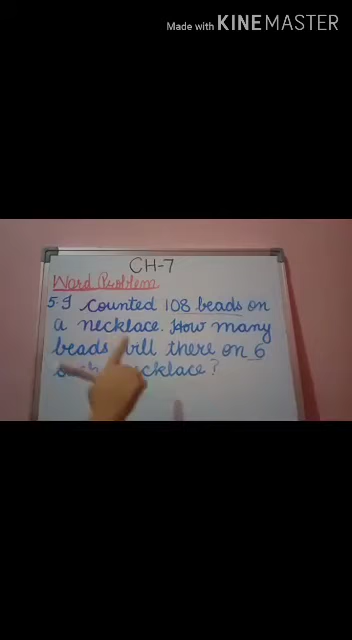 Made with KINEMASTER
CH-7
Word Problem
5. I counted 108 beads on
a necklace. How many
beads will there on 6
necklace?